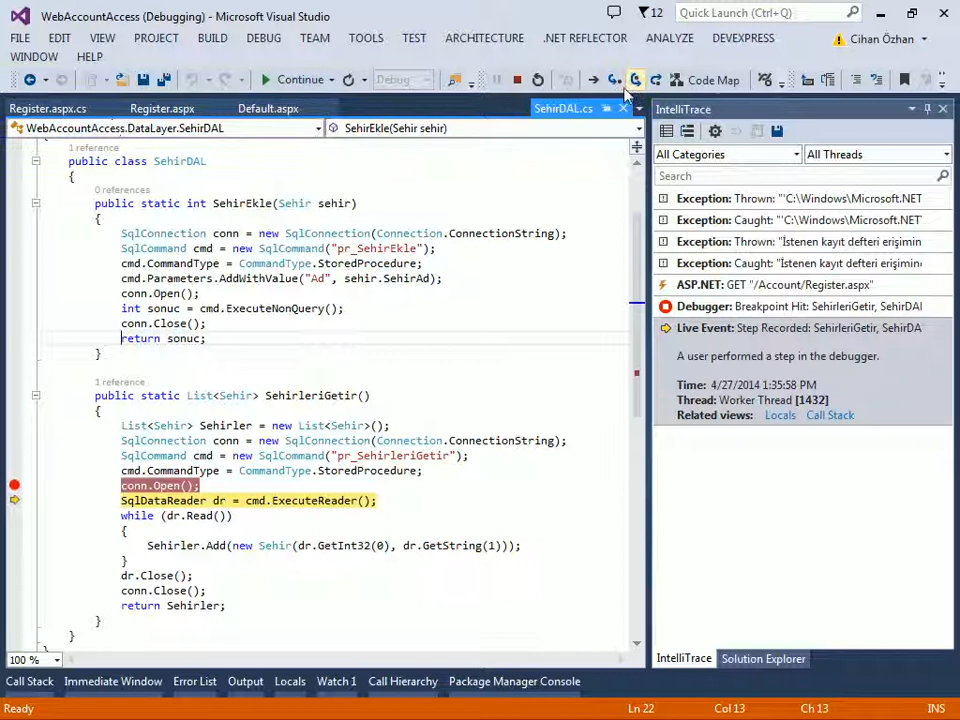 WebAccountAccess (Debugging) - Microsoft Visual Studio
12
Quick Launch (Ctrl+Q)
FILE EDIT VIEW PROJECT BUILD DEBUG TEAM TOOLS TEST ARCHITECTURE .NET REFLECTOR ANALYZE DEVEXPRESS
Cihan Özhan
WINDOW HELP
Continue
Debug
Code Map
Register.aspx.cs Register.aspx Default.aspx SehirDAL.cs
WebAccountAccess.DataLayer.SehirDAL
SehirEkle(Sehir sehir)
1 reference
public class SehirDAL
{
0 references
public static int SehirEkle(Sehir sehir)
{
SqlConnection conn = new SqlConnection(Connection.ConnectionString);
SqlCommand cmd = new SqlCommand("pr_SehirEkle");
cmd.CommandType = CommandType.StoredProcedure;
cmd.Parameters.AddWithValue("Ad", sehir.SehirAd);
conn.Open();
int sonuc = cmd.ExecuteNonQuery();
conn.Close();
return sonuc;
}
1 reference
public static List<Sehir> SehirleriGetir()
{
List<Sehir> Sehirler = new List<Sehir>();
SqlConnection conn = new SqlConnection(Connection.ConnectionString);
SqlCommand cmd = new SqlCommand("pr_SehirleriGetir");
cmd.CommandType = CommandType.StoredProcedure;
conn.Open();
SqlDataReader dr = cmd.ExecuteReader();
while (dr.Read())
{
Sehirler.Add(new Sehir(dr.GetInt32(0), dr.GetString(1)));
}
dr.Close();
conn.Close();
return Sehirler;
}
}
100 %
IntelliTrace
All Categories
All Threads
Search
Exception: Thrown: "'C:\Windows\Microsoft.NET
Exception: Caught: "'C:\Windows\Microsoft.NET'
Exception: Thrown: "İstenen kayıt defteri erişimin
Exception: Caught: "İstenen kayıt defteri erişimin
ASP.NET: GET "/Account/Register.aspx"
Debugger: Breakpoint Hit: SehirleriGetir, SehirDAI
Live Event: Step Recorded: SehirleriGetir, SehirDA
A user performed a step in the debugger.
Time: 4/27/2014 1:35:58 PM
Thread: Worker Thread [1432]
Related views: Locals Call Stack
IntelliTrace Solution Explorer
Call Stack Immediate Window Error List Output Locals Watch 1 Call Hierarchy Package Manager Console
Ready
Ln 22
Col 13
Ch 13
INS